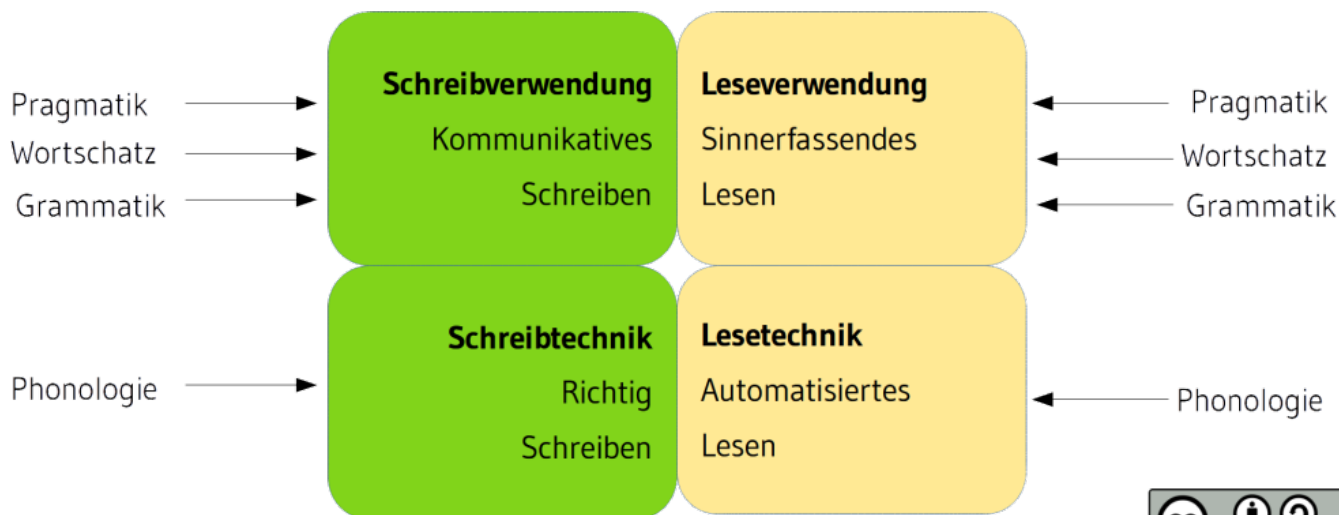 Schreibverwendung
Kommunikatives
Schreiben
Leseverwendung
Sinnerfassendes
Lesen
Pragmatik
Wortschatz
Grammatik
Pragmatik
Wortschatz
Grammatik
Schreibtechnik
Richtig
Schreiben
Lesetechnik
Automatisiertes
Lesen
Phonologie
Phonologie